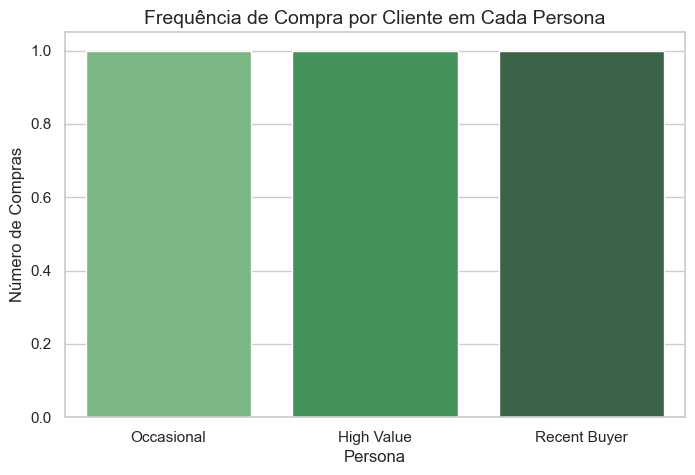 Frequência de Compra por Cliente em Cada Persona
Número de Compras
1.0
0.8
0.6
0.4
0.2
0.0
Occasional
High Value
Recent Buyer
Persona